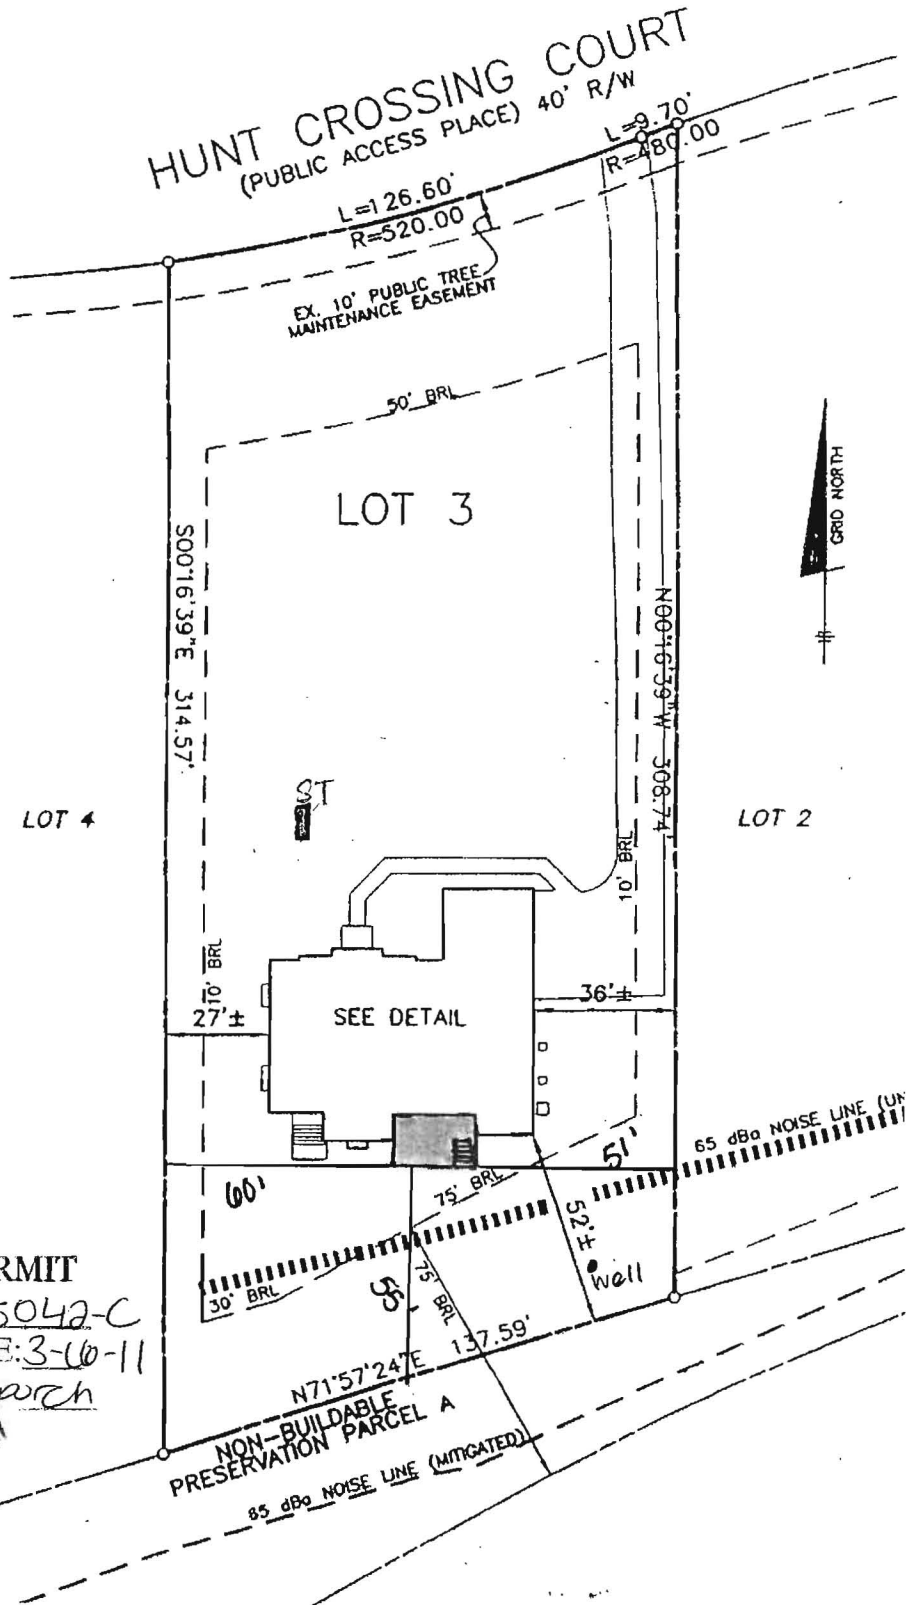 HUNT CROSSING COURT
(PUBLIC ACCESS PLACE) 40' R/W
L=9.70'
R=480.00
L=126.60'
R=520.00
EX. 10' PUBLIC TREE
MAINTENANCE EASEMENT
50' BRL
LOT 3
GRID NORTH
S00°16'39"E 314.57'
N00°16'39"W 308.74'
ST
LOT 4
LOT 2
10' BRL
10' BRL
27'±
SEE DETAIL
36'±
65 dBa NOISE LINE (UN
60'
51'
75' BRL
52'±
well
30' BRL
75' BRL
RMIT
5042-C
E:3-16-11
porch
N71°57'24"E 137.59'
NON-BUILDABLE
PRESERVATION PARCEL A
65 dBa NOISE LINE (MITIGATED)